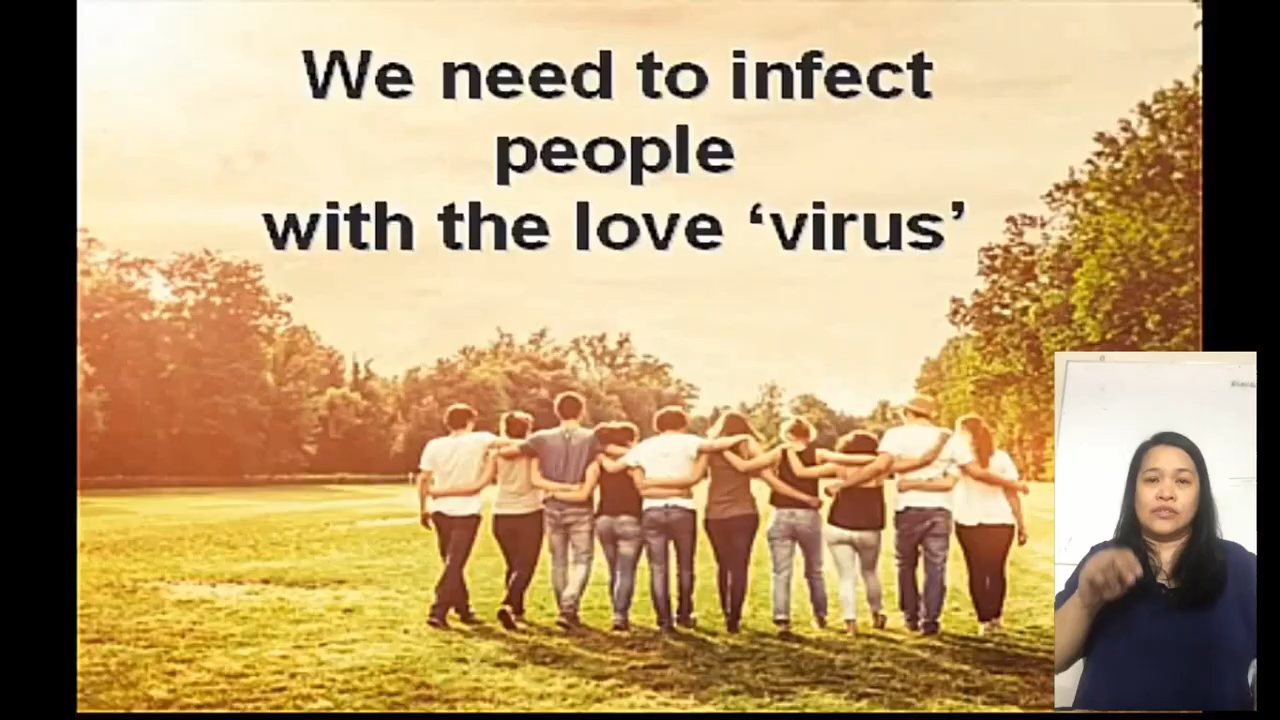 We need to infect
people
with the love ‘virus’